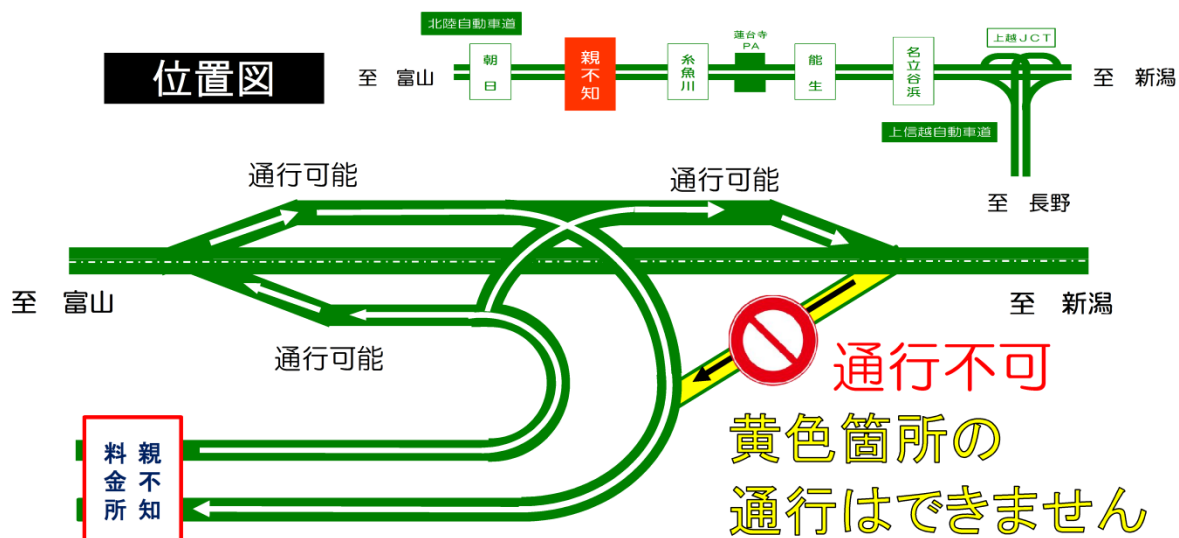 北陸自動車道
位置図
至 富山
朝日
親不知
糸魚川
蓮台寺
PA
能生
名立谷浜
上越JCT
至 新潟
上信越自動車道
至 長野
通行可能
通行可能
至 富山
至 新潟
通行可能
通行不可
親不知
料金所
黄色箇所の
通行はできません